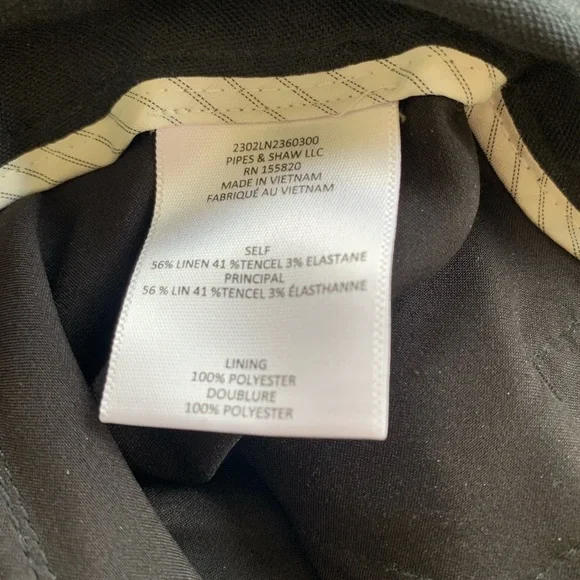 2302LN2360300
PIPES & SHAW LLC
RN 155820
MADE IN VIETNAM
FABRIQUÉ AU VIETNAM
SELF
56% LINEN 41 %TENCEL 3% ELASTANE
PRINCIPAL
56 % LIN 41 %TENCEL 3% ÉLASTHANNE
LINING
100% POLYESTER
DOUBLURE
100% POLYESTER